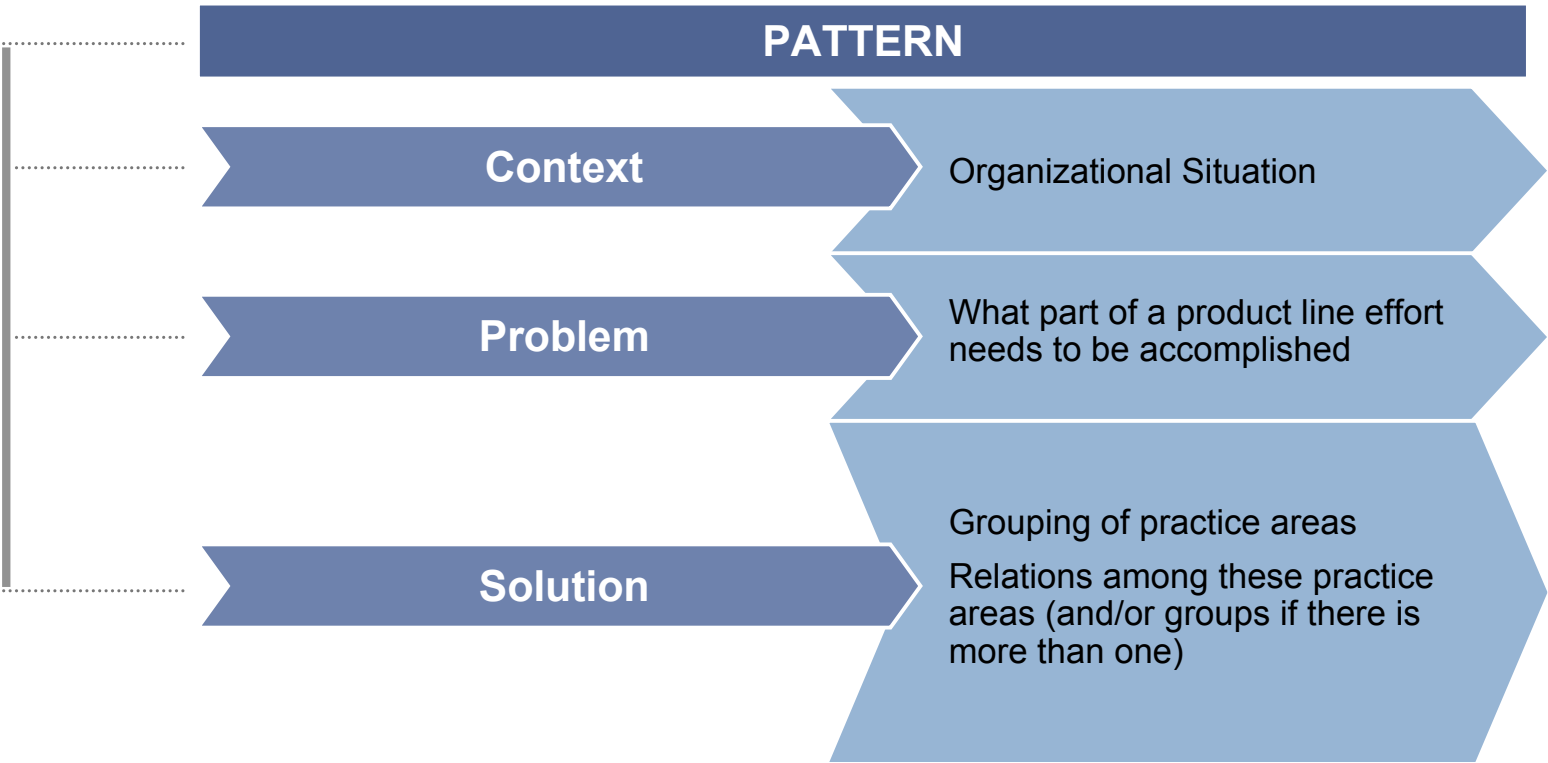 PATTERN
Context
Organizational Situation
Problem
What part of a product line effort
needs to be accomplished
Solution
Grouping of practice areas
Relations among these practice
areas (and/or groups if there is
more than one)